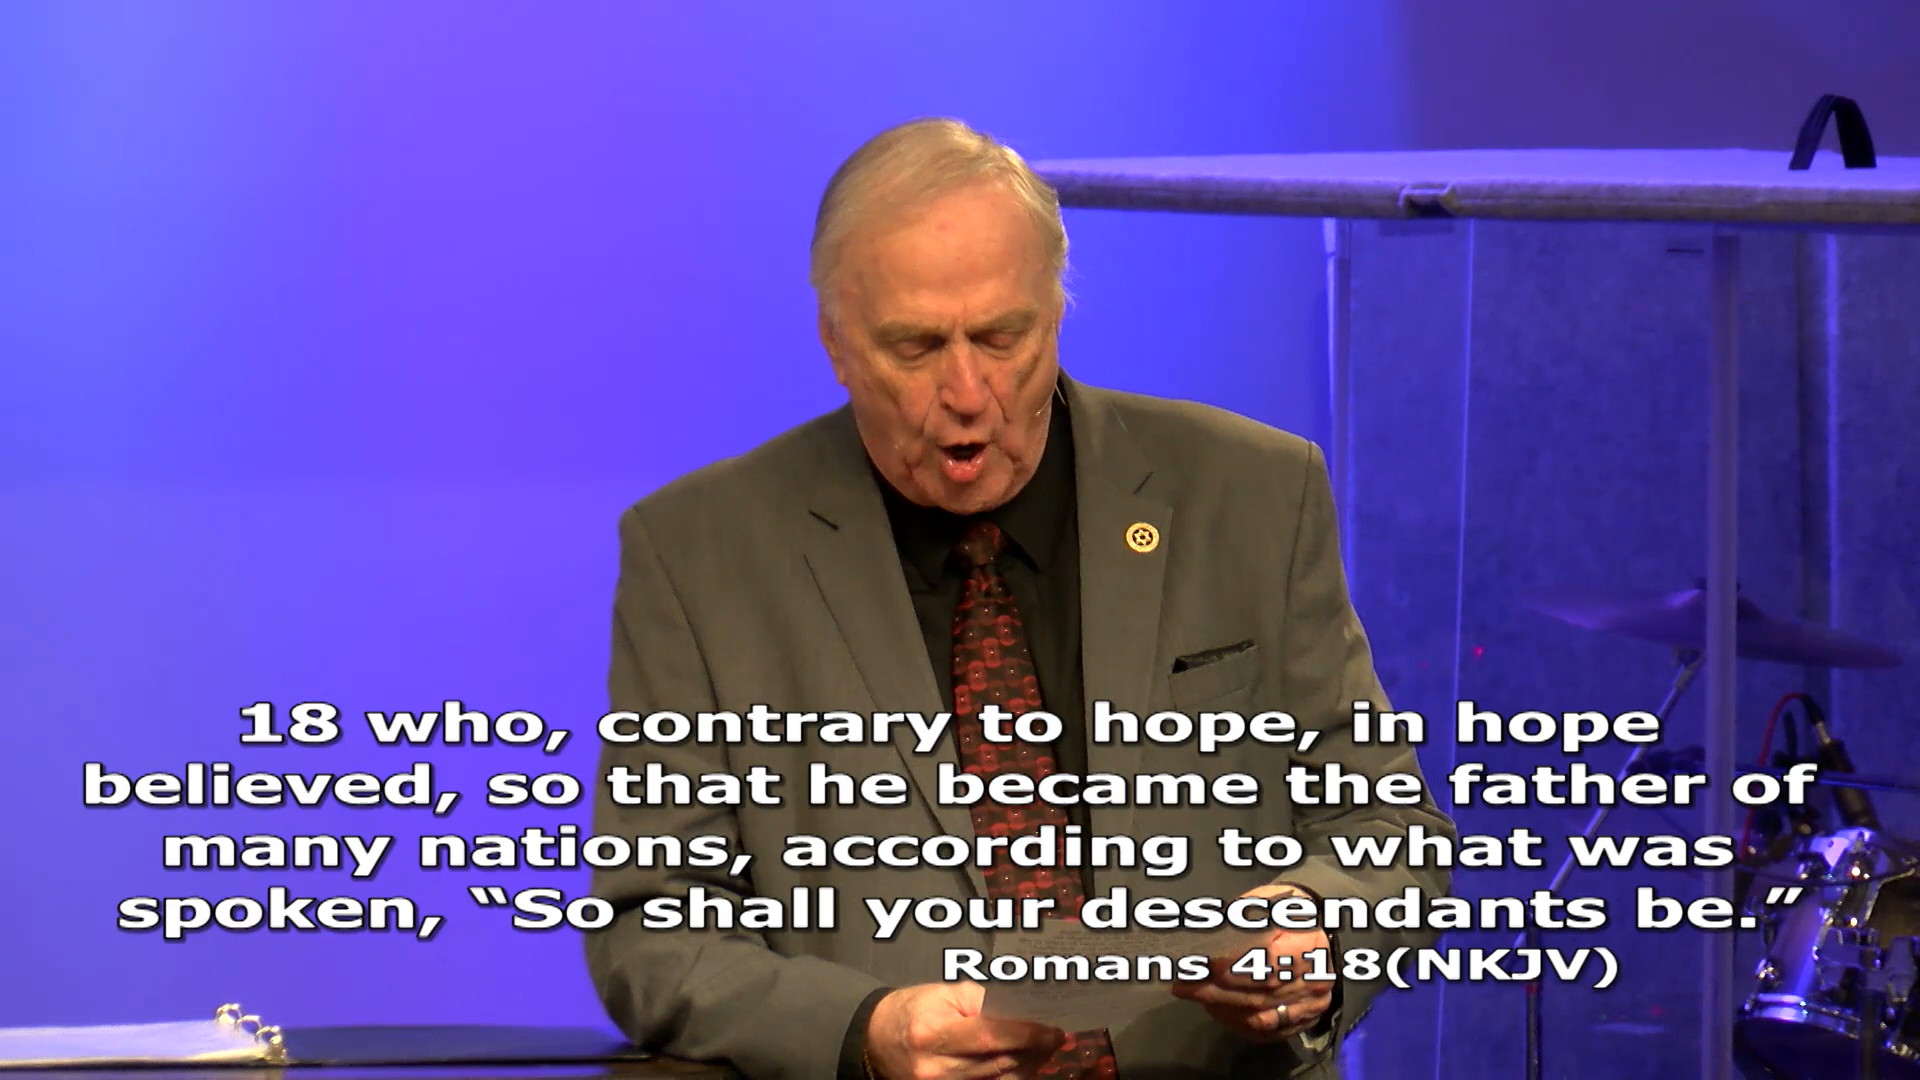 18 who, contrary to hope, in hope
believed, so that he became the father of
many nations, according to what was
spoken, “So shall your descendants be.”
Romans 4:18(NKJV)